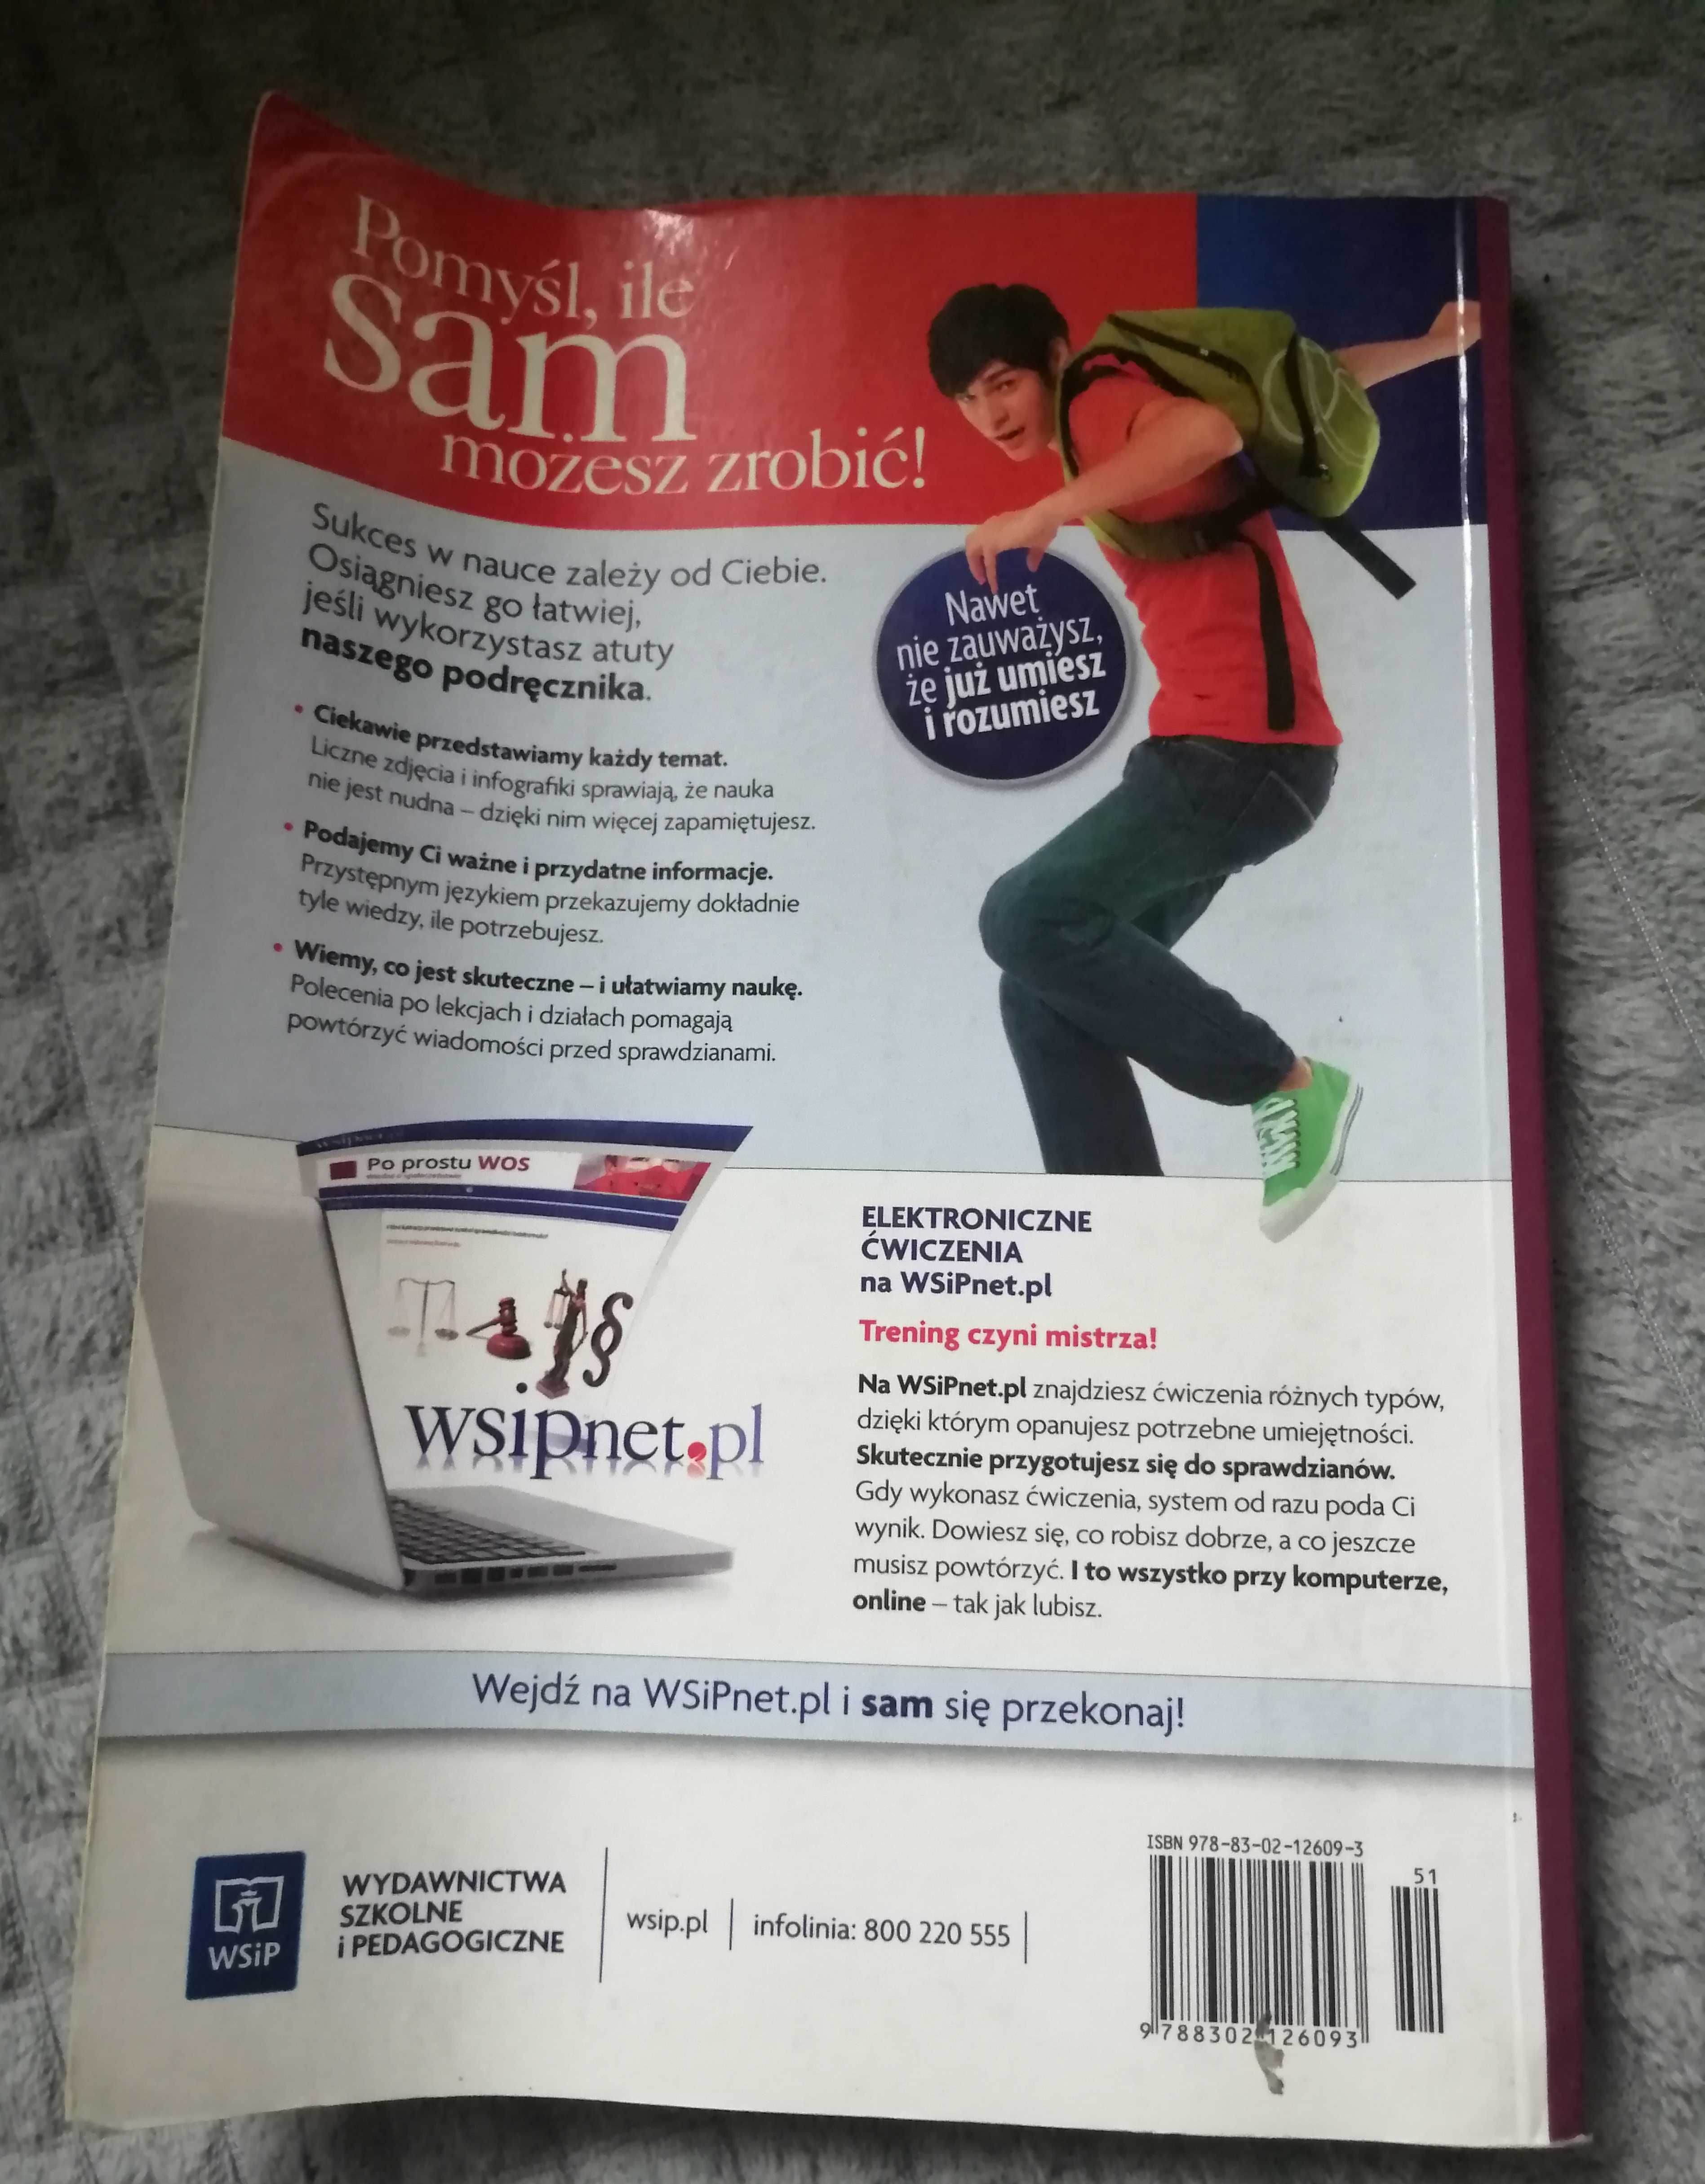 Pomyśl, ile
sam
możesz zrobić!
Sukces w nauce zależy od Ciebie.
Osiągniesz go łatwiej,
jeśli wykorzystasz atuty
naszego podręcznika.
Nawet
nie zauważysz,
że już umiesz
i rozumiesz
• Ciekawie przedstawiamy każdy temat.
Liczne zdjęcia i infografiki sprawiają, że nauka
nie jest nudna – dzięki nim więcej zapamiętujesz.
• Podajemy Ci ważne i przydatne informacje.
Przystępnym językiem przekazujemy dokładnie
tyle wiedzy, ile potrzebujesz.
• Wiemy, co jest skuteczne – i ułatwiamy naukę.
Polecenia po lekcjach i działach pomagają
powtórzyć wiadomości przed sprawdzianami.
Po prostu WOS
§
wsipnet.pl
ELEKTRONICZNE
ĆWICZENIA
na WSiPnet.pl
Trening czyni mistrza!
Na WSiPnet.pl znajdziesz ćwiczenia różnych typów,
dzięki którym opanujesz potrzebne umiejętności.
Skutecznie przygotujesz się do sprawdzianów.
Gdy wykonasz ćwiczenia, system od razu poda Ci
wynik. Dowiesz się, co robisz dobrze, a co jeszcze
musisz powtórzyć. I to wszystko przy komputerze,
online – tak jak lubisz.
Wejdź na WSiPnet.pl i sam się przekonaj!
WSiP
WYDAWNICTWA
SZKOLNE
i PEDAGOGICZNE
wsip.pl
infolinia: 800 220 555
ISBN 978-83-02-12609-3
51
9 788302 126093